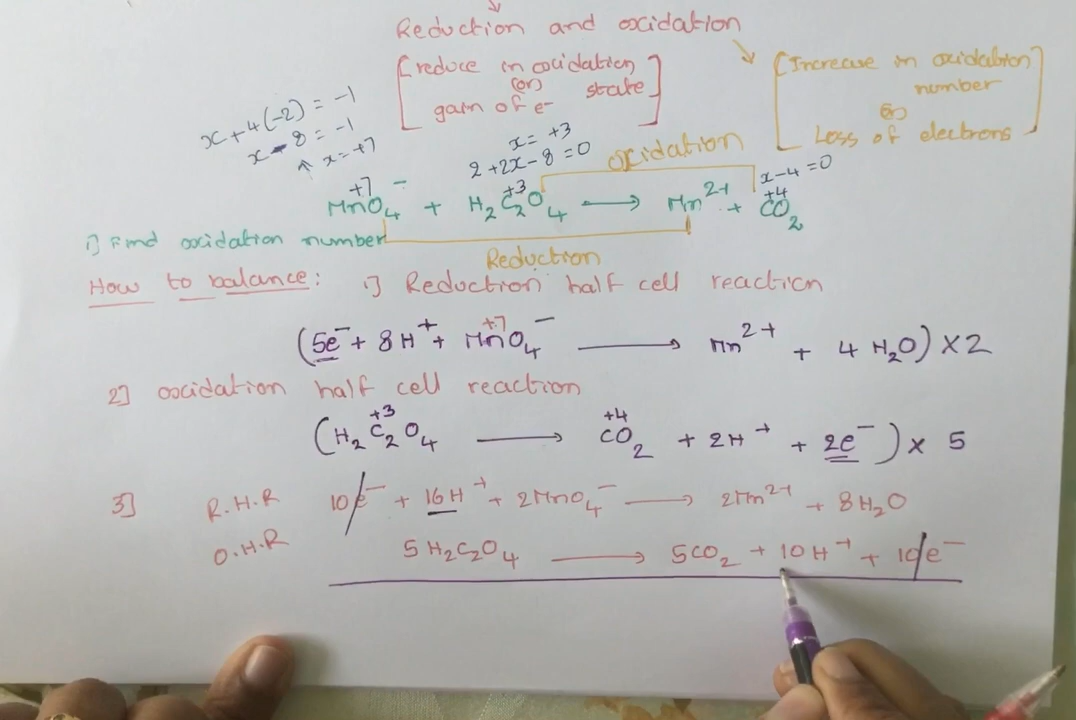 Reduction and oxidation
[reduce in oxidation state (or) gain of e-]
[Increase in oxidation number (or) Loss of electrons]
x+4(-2) = -1
x-8 = -1
x=+7
x= +3
2+2x-8=0
oxidation
x-4=0
+7 +3 +4
MnO4⁻ + H2C2O4 → Mn²⁺ + CO2
1) Find oxidation number
Reduction
How to balance: 1) Reduction half cell reaction
+7
(5e⁻+ 8H⁺ + MnO4⁻ → Mn²⁺ + 4H2O) ×2
2] oxidation half cell reaction
+3 +4
(H2C2O4 → CO2 + 2H⁺ + 2e⁻) × 5
3] R.H.R 10e⁻ + 16H⁺ + 2MnO4⁻ → 2Mn²⁺ + 8H2O
O.H.R 5H2C2O4 → 5CO2 + 10H⁺ + 10e⁻